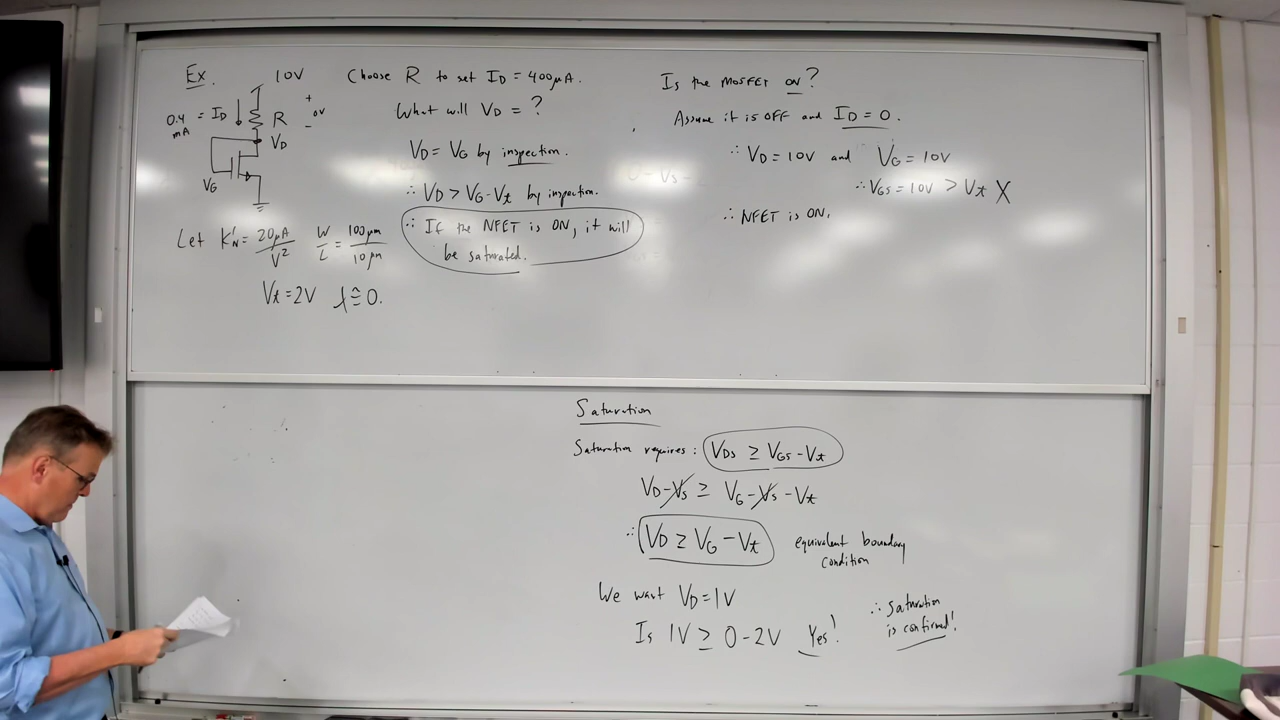 Ex.
10V
0.4 mA = I_D ↓ R + 0V -
V_D
V_G
Let K'_N = 20μA/V² W/L = 100μm/10μm
V_t = 2V λ ≅ 0.
Choose R to set I_D = 400μA.
What will V_D = ?
V_D = V_G by inspection.
∴ V_D > V_G - V_t by inspection.
∴ If the NFET is ON, it will
be saturated.
Is the MOSFET ON?
Assume it is OFF and I_D = 0.
∴ V_D = 10V and V_G = 10V
∴ V_GS = 10V > V_t X
∴ NFET is ON.
Saturation
Saturation requires: V_DS ≥ V_GS - V_t
V_D - V_S ≥ V_G - V_S - V_t
∴ V_D ≥ V_G - V_t equivalent boundary
condition
We want V_D = 1V
Is 1V ≥ 0 - 2V Yes!
∴ Saturation
is confirmed!